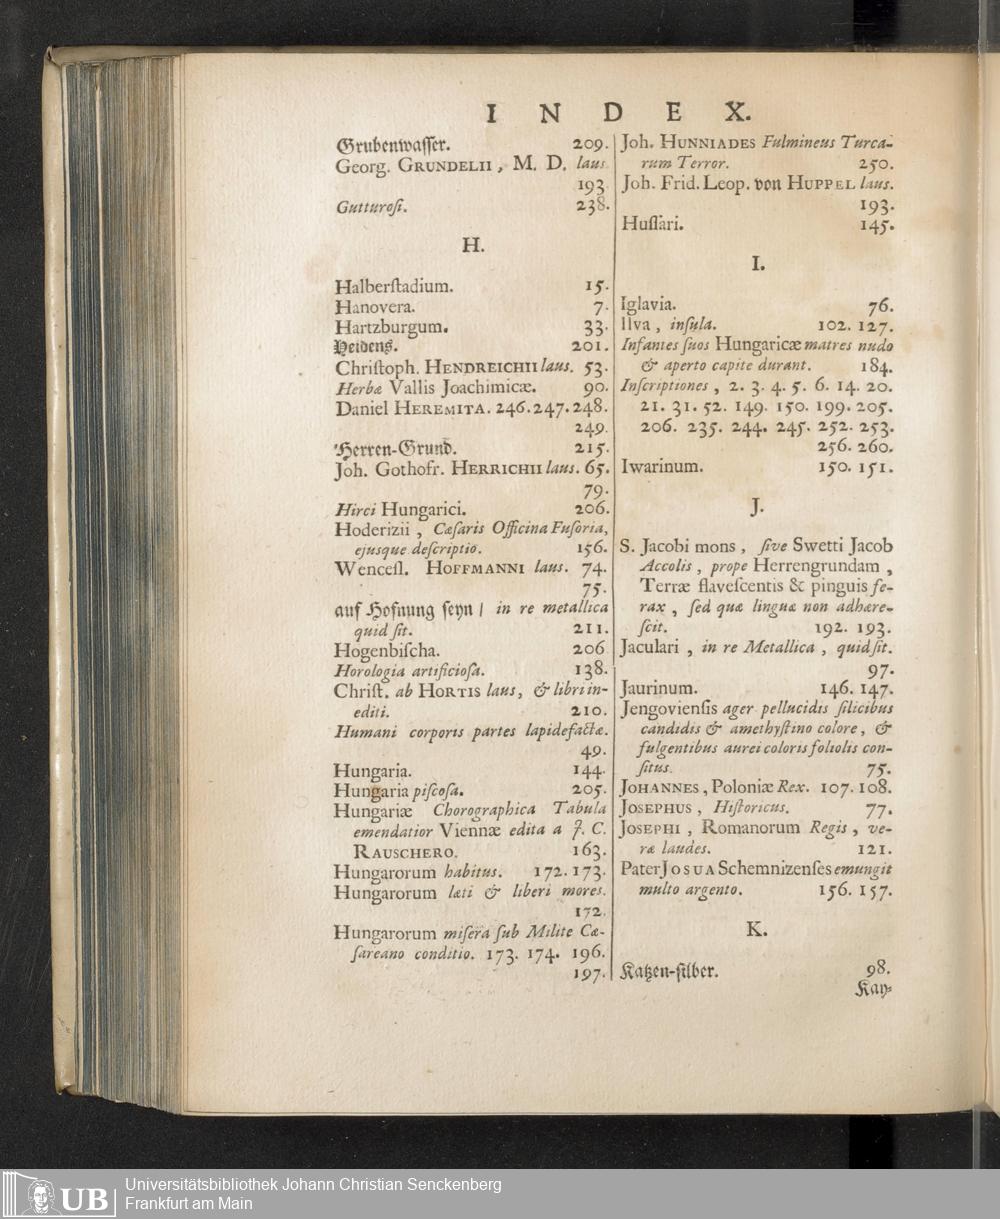 INDEX.
Grubenwasser. 209.
Georg. GRUNDELII, M. D. laus
193
Gutturosi. 238.
H.
Halberſtadium. 15.
Hanovera. 7.
Hartzburgum. 33.
Heidens. 201.
Chriſtoph. HENDREICHII laus. 53.
Herbæ Vallis Joachimicæ. 90.
Daniel HEREMITA. 246. 247. 248.
249.
Herren-Grund. 215.
Joh. Gothofr. HERRICHII laus. 65.
79.
Hirci Hungarici. 206.
Hoderizii, Cæſaris Officina Fuſoria,
ejusque deſcriptio. 156.
Wenceſl. HOFFMANNI laus. 74.
75.
auf Hofnung ſeyn / in re metallica
quid ſit. 211.
Hogenbiſcha. 206
Horologia artificioſa. 138.
Chriſt. ab HORTIS laus, & libri in-
editi. 210.
Humani corporis partes lapidefactæ.
49.
Hungaria. 144.
Hungaria piſcoſa. 205.
Hungariæ Chorographica Tabula
emendatior Viennæ edita a J. C.
RAUSCHERO. 163.
Hungarorum habitus. 172. 173.
Hungarorum læti & liberi mores.
172.
Hungarorum miſera ſub Milite Cæ-
ſareano conditio. 173. 174. 196.
197.
Joh. HUNNIADES Fulmineus Turca-
rum Terror. 250.
Joh. Frid. Leop. von HUPPEL laus.
193.
Huſſari. 145.
I.
Iglavia. 76.
Ilva, inſula. 102. 127.
Infantes ſuos Hungaricæ matres nudo
& aperto capite durant. 184.
Inſcriptiones, 2. 3. 4. 5. 6. 14. 20.
21. 31. 52. 149. 150. 199. 205.
206. 235. 244. 245. 252. 253.
256. 260.
Iwarinum. 150. 151.
J.
S. Jacobi mons, ſive Swetti Jacob
Accolis, prope Herrengrundam,
Terræ flaveſcentis & pinguis fe-
rax, ſed quæ linguæ non adhære-
ſcit. 192. 193.
Jaculari, in re Metallica, quid ſit.
97.
Jaurinum. 146. 147.
Jengovienſis ager pellucidis ſilicibus
candidis & amethyſtino colore, &
fulgentibus aurei coloris foliolis con-
ſitus. 75.
JOHANNES, Poloniæ Rex. 107. 108.
JOSEPHUS, Hiſtoricus. 77.
JOSEPHI, Romanorum Regis, ve-
ræ laudes. 121.
Pater JOSUA Schemnizenſes emungit
multo argento. 156. 157.
K.
Katzen-ſilber. 98.
Kay-
UB
Universitätsbibliothek Johann Christian Senckenberg
Frankfurt am Main